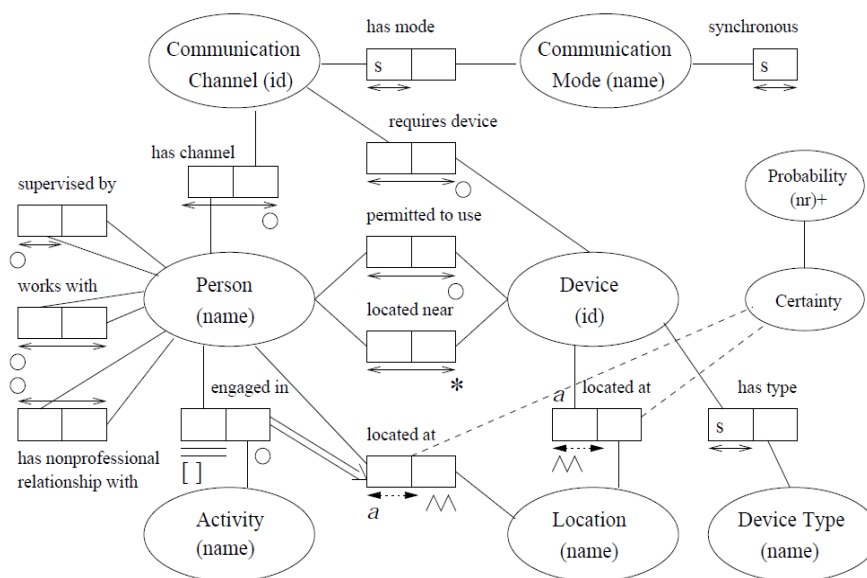 has mode
synchronous
Communication
Channel (id)
s
Communication
Mode (name)
s
requires device
has channel
supervised by
permitted to use
Probability
(nr)+
Person
(name)
works with
located near
Device
(id)
Certainty
*
engaged in
a
located at
has type
located at
s
has nonprofessional
relationship with
[ ]
a
Activity
(name)
Location
(name)
Device Type
(name)